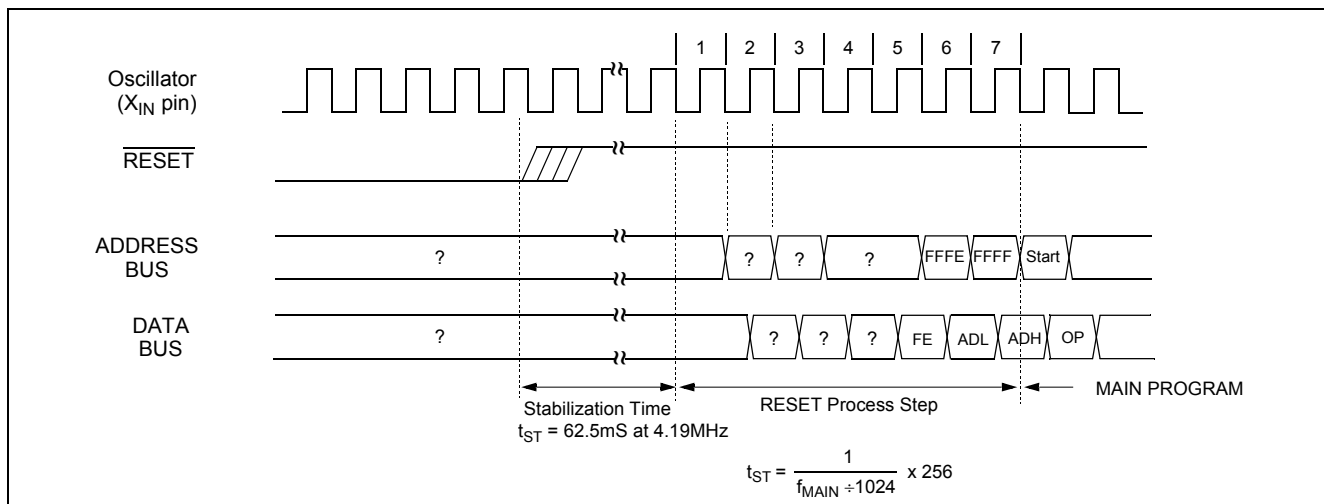 1 2 3 4 5 6 7
Oscillator
(XIN pin)
RESET
ADDRESS
BUS
? ? ? ? FFFE FFFF Start
DATA
BUS
? ? ? ? FE ADL ADH OP
Stabilization Time
tST = 62.5mS at 4.19MHz
RESET Process Step
MAIN PROGRAM
tST = 1
fMAIN ÷1024
x 256